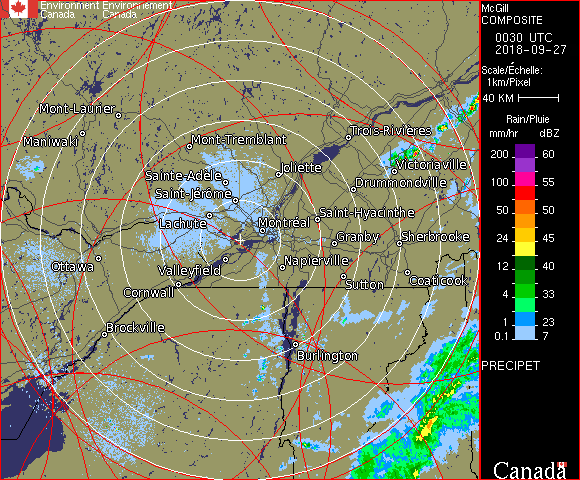 Environment Environnement
Canada Canada
McGill
COMPOSITE
0030 UTC
2018-09-27
Scale/Échelle:
1km/Pixel
40 KM
Rain/Pluie
mm/hr dBZ
200 60
100 55
50 50
24 45
12 40
4 33
1 23
0.1 7
PRECIPET
Canada
Mont-Laurier
Maniwaki
Mont-Tremblant
Trois-Rivières
Sainte-Adèle
Joliette
Victoriaville
Saint-Jérôme
Drummondville
Lachute
Montréal
Saint-Hyacinthe
Granby
Sherbrooke
Ottawa
Valleyfield
Napierville
Cornwall
Sutton
Coaticook
Brockville
Burlington